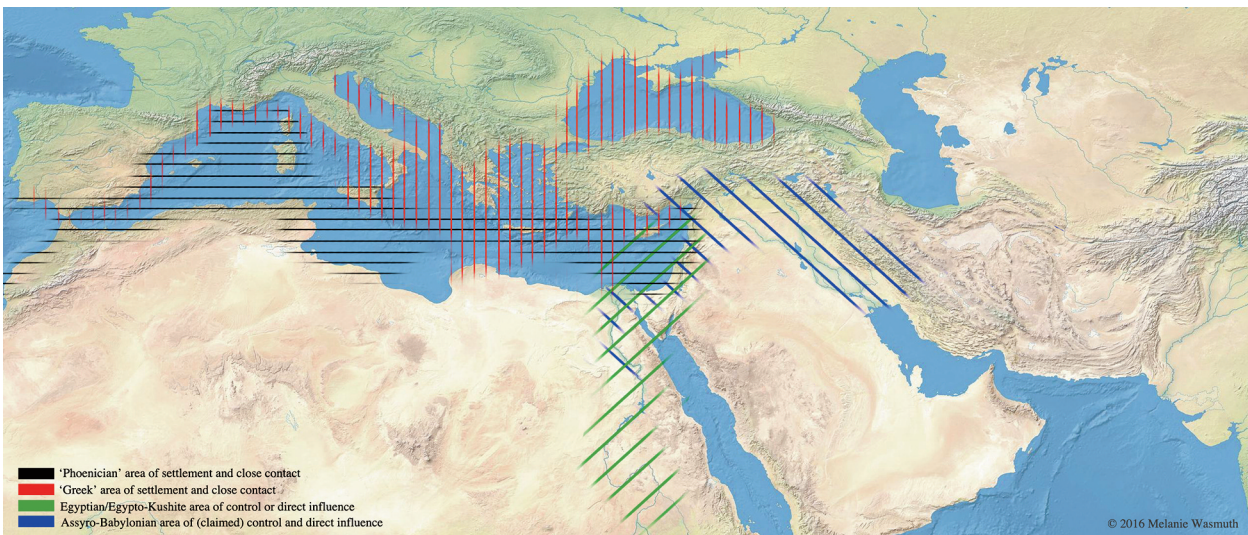 'Phoenician' area of settlement and close contact
'Greek' area of settlement and close contact
Egyptian/Egypto-Kushite area of control or direct influence
Assyro-Babylonian area of (claimed) control and direct influence
© 2016 Melanie Wasmuth